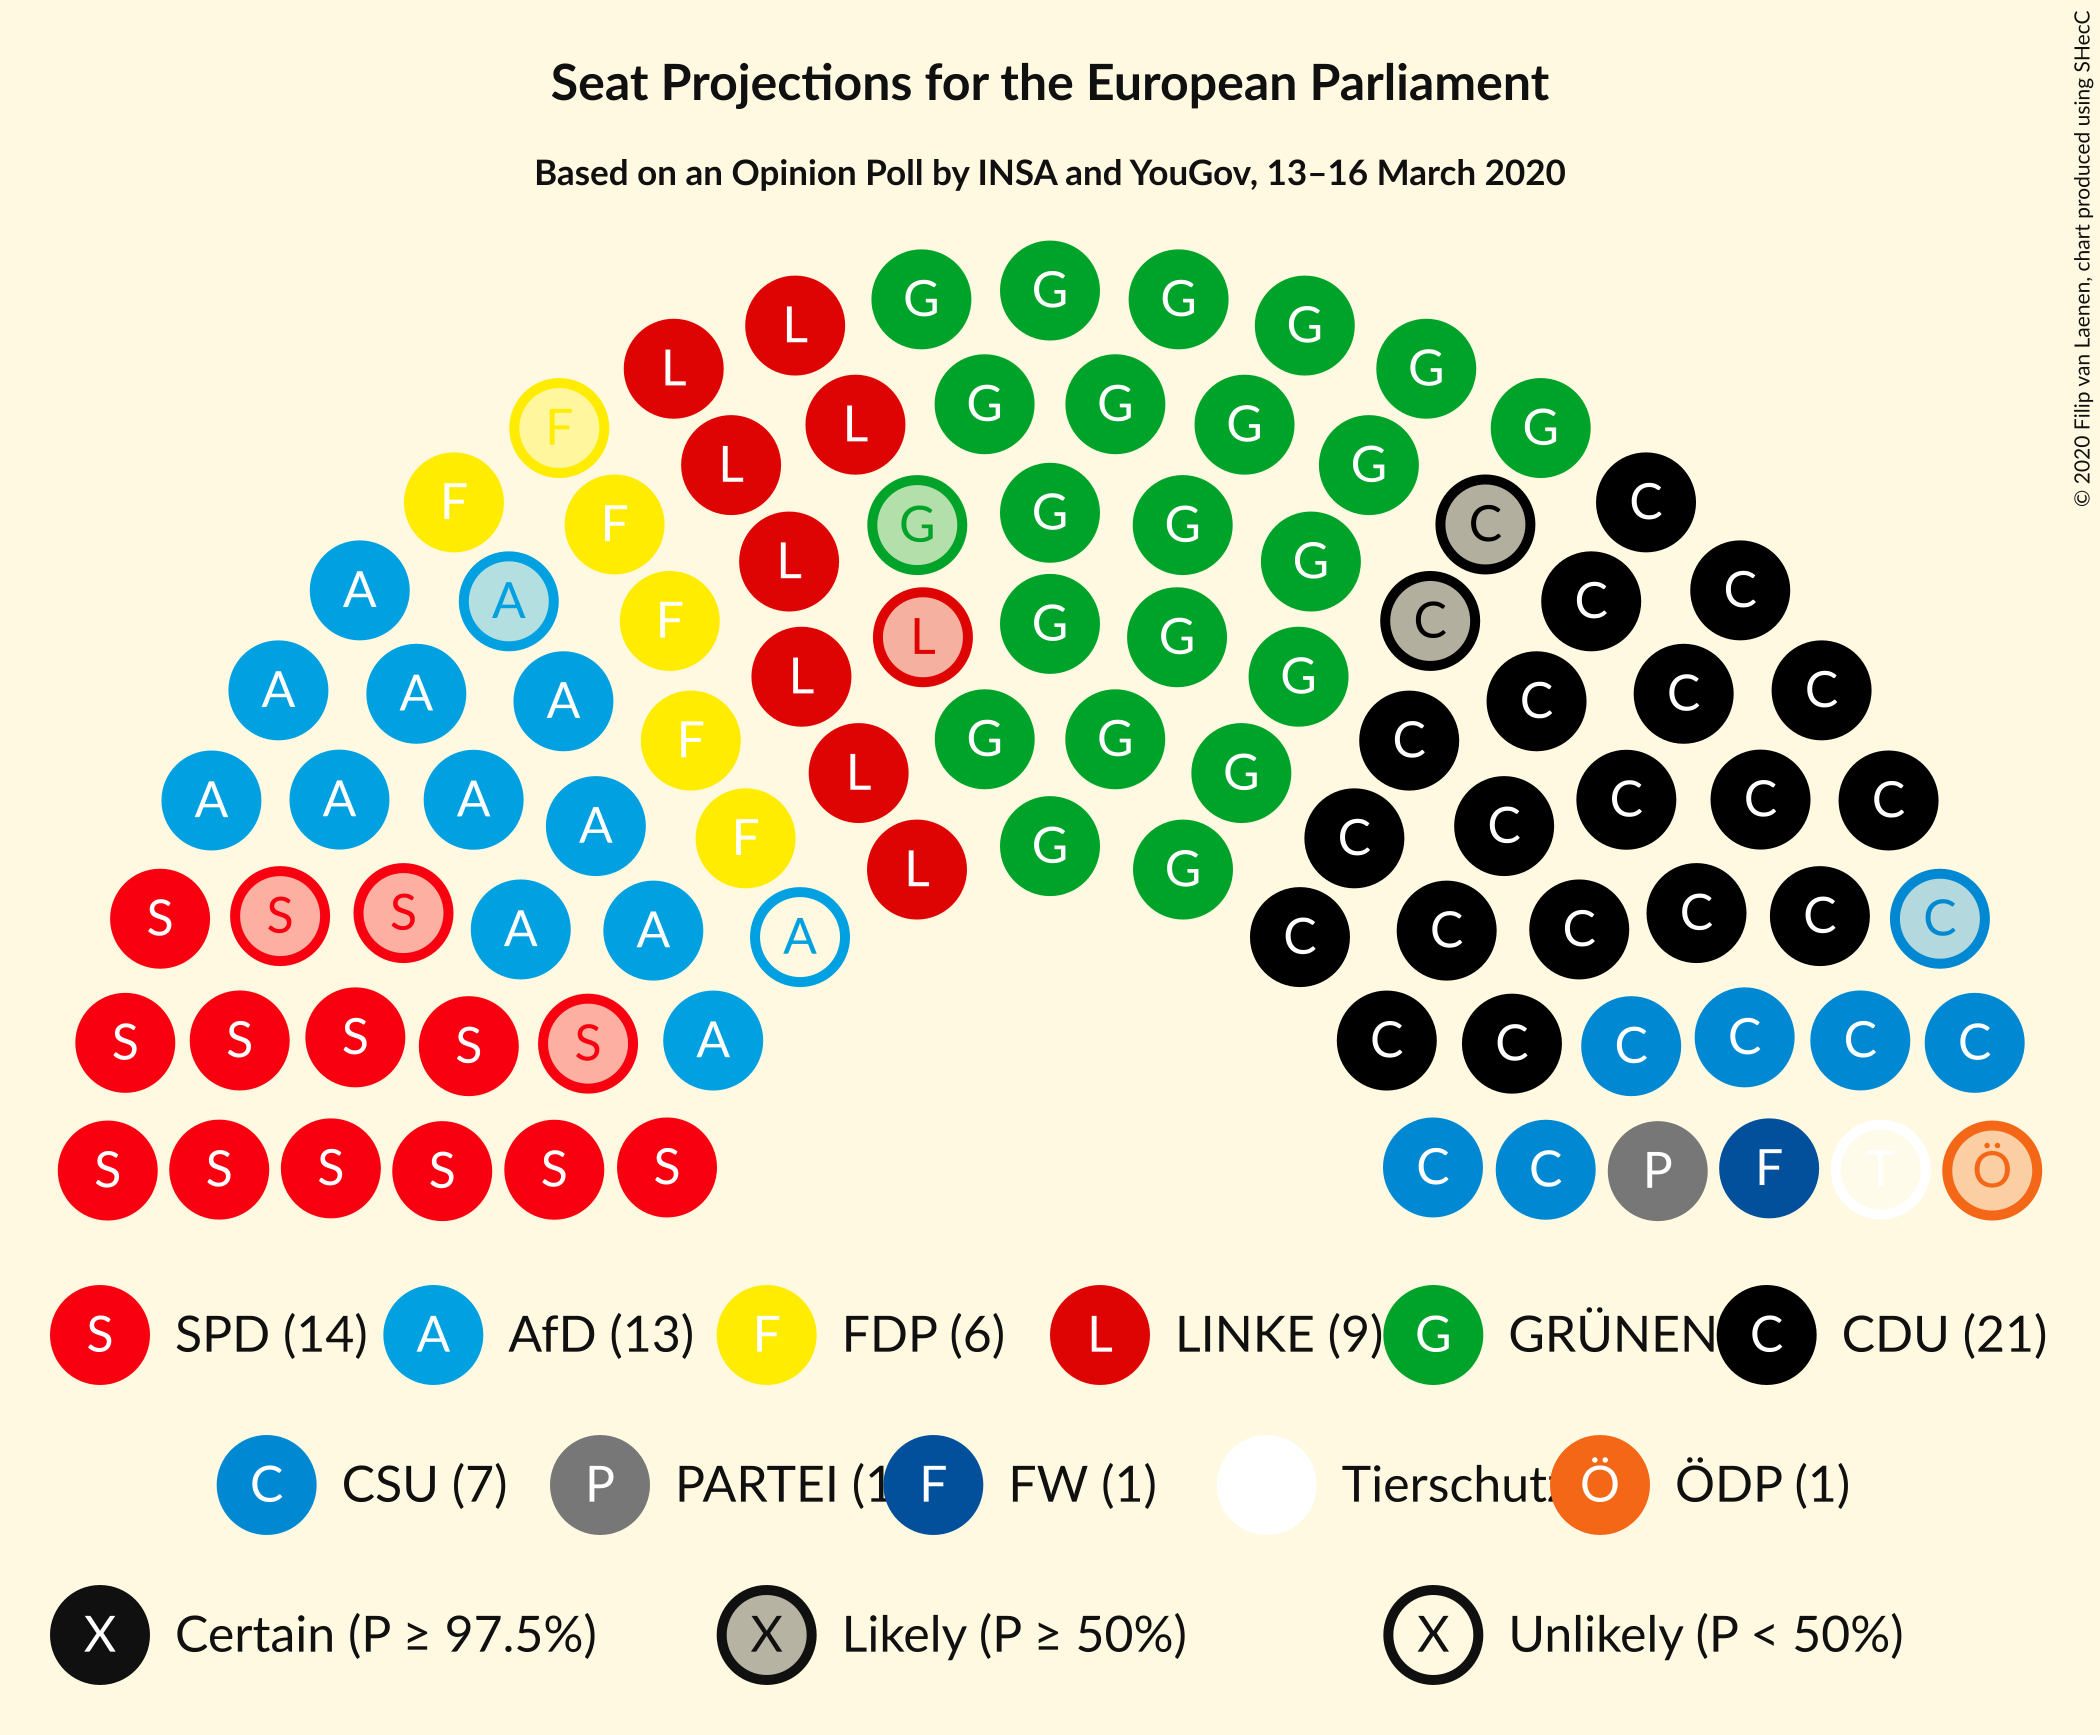 Seat Projections for the European Parliament
Based on an Opinion Poll by INSA and YouGov, 13–16 March 2020
© 2020 Filip van Laenen, chart produced using SHecC
G G G G
L L G G
F L G G G G G
F L L G
F G G G G C C
A A F L G C C
A A A F L L G G G C C C
A A A A F L G G G C C C C
A A A A F L G G C C C C C
S S S A A A C C C C C C
S S S S S A C C C C C C
S S S S S S C C P F T Ö
S SPD (14) A AfD (13) F FDP (6) L LINKE (9) G GRÜNEN C CDU (21)
C CSU (7) P PARTEI (1 F FW (1) Tierschutz Ö ÖDP (1)
X Certain (P ≥ 97.5%) X Likely (P ≥ 50%) X Unlikely (P < 50%)